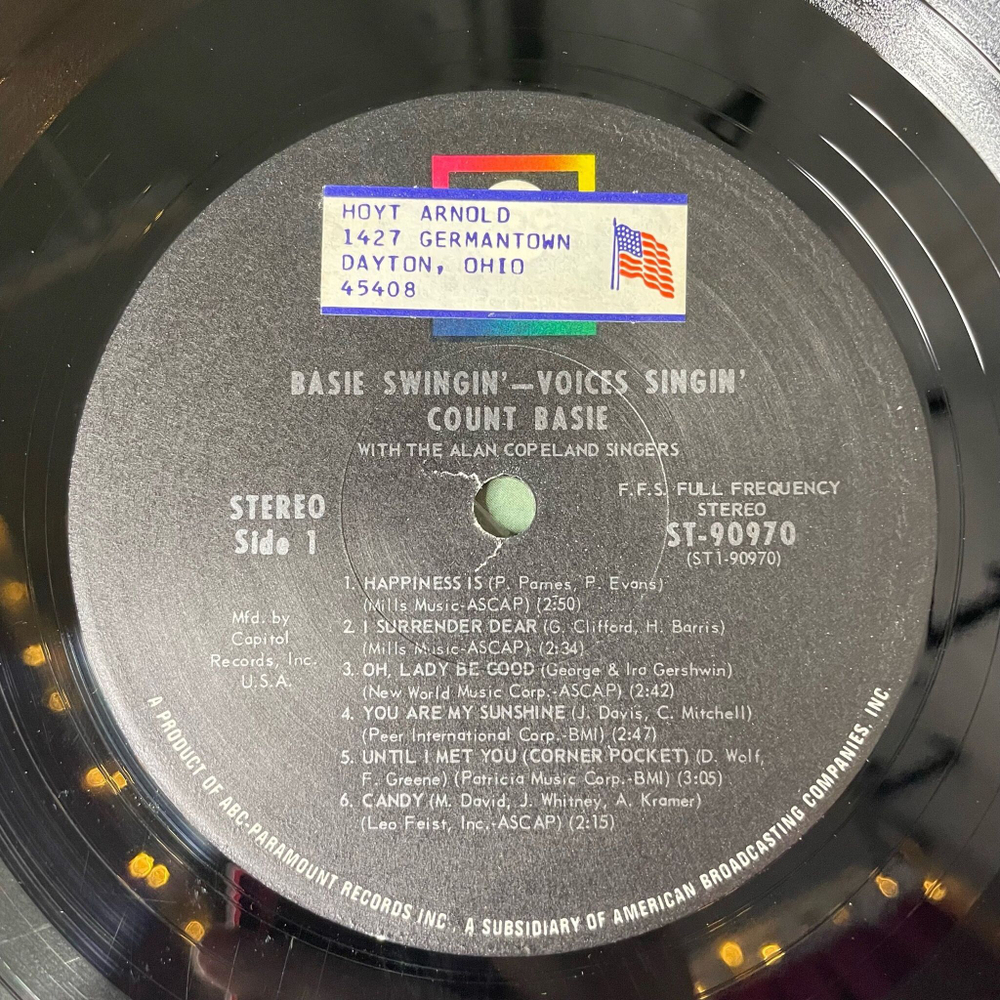 HOYT ARNOLD
1427 GERMANTOWN
DAYTON, OHIO
45408
BASIE SWINGIN'—VOICES SINGIN'
COUNT BASIE
WITH THE ALAN COPELAND SINGERS
STEREO
Side 1
F.F.S. FULL FREQUENCY
STEREO
ST-90970
(ST1-90970)
Mfd. by
Capitol
Records, Inc.
U.S.A.
1. HAPPINESS IS (P. Parnes, P. Evans)
(Mills Music-ASCAP) (2:50)
2. I SURRENDER DEAR (G. Clifford, H. Barris)
(Mills Music-ASCAP) (2:34)
3. OH, LADY BE GOOD (George & Ira Gershwin)
(New World Music Corp.-ASCAP) (2:42)
4. YOU ARE MY SUNSHINE (J. Davis, C. Mitchell)
(Peer International Corp.-BMI) (2:47)
5. UNTIL I MET YOU (CORNER POCKET) (D. Wolf,
F. Greene) (Patricia Music Corp.-BMI) (3:05)
6. CANDY (M. David, J. Whitney, A. Kramer)
(Leo Feist, Inc.-ASCAP) (2:15)
A PRODUCT OF ABC-PARAMOUNT RECORDS INC., A SUBSIDIARY OF AMERICAN BROADCASTING COMPANIES, INC.